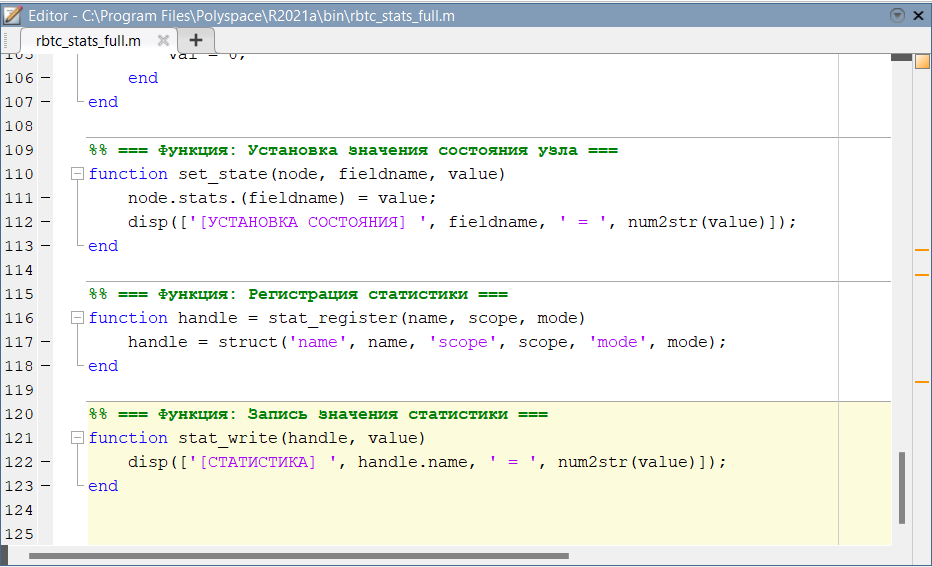 Editor - C:\Program Files\Polyspace\R2021a\bin\rbtc_stats_full.m
rbtc_stats_full.m
105 val = 0;
106 end
107 end
108
109 %% === Функция: Установка значения состояния узла ===
110 function set_state(node, fieldname, value)
111 node.stats.(fieldname) = value;
112 disp(['[УСТАНОВКА СОСТОЯНИЯ] ', fieldname, ' = ', num2str(value)]);
113 end
114
115 %% === Функция: Регистрация статистики ===
116 function handle = stat_register(name, scope, mode)
117 handle = struct('name', name, 'scope', scope, 'mode', mode);
118 end
119
120 %% === Функция: Запись значения статистики ===
121 function stat_write(handle, value)
122 disp(['[СТАТИСТИКА] ', handle.name, ' = ', num2str(value)]);
123 end
124
125